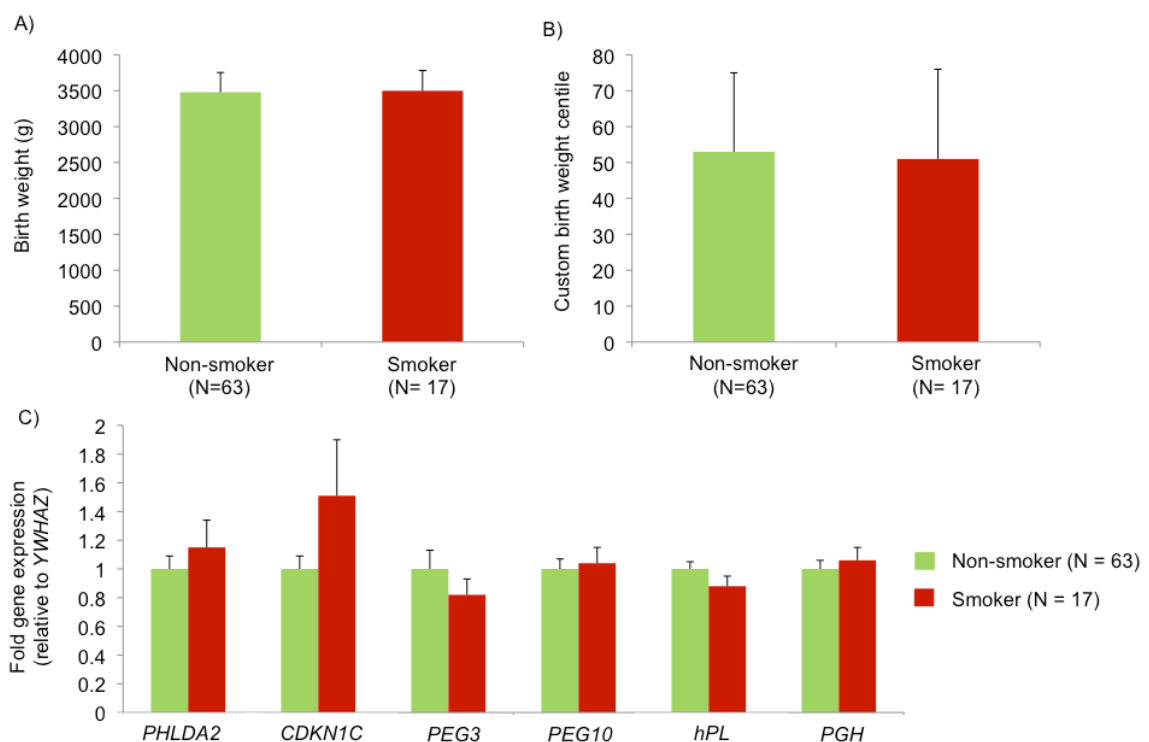 A)
Birth weight (g)
4000
3500
3000
2500
2000
1500
1000
500
0
Non-smoker
(N=63)
Smoker
(N= 17)
B)
Custom birth weight centile
80
70
60
50
40
30
20
10
0
Non-smoker
(N=63)
Smoker
(N= 17)
C)
Fold gene expression
(relative to YWHAZ)
2
1.8
1.6
1.4
1.2
1
0.8
0.6
0.4
0.2
0
PHLDA2
CDKN1C
PEG3
PEG10
hPL
PGH
Non-smoker (N = 63)
Smoker (N = 17)